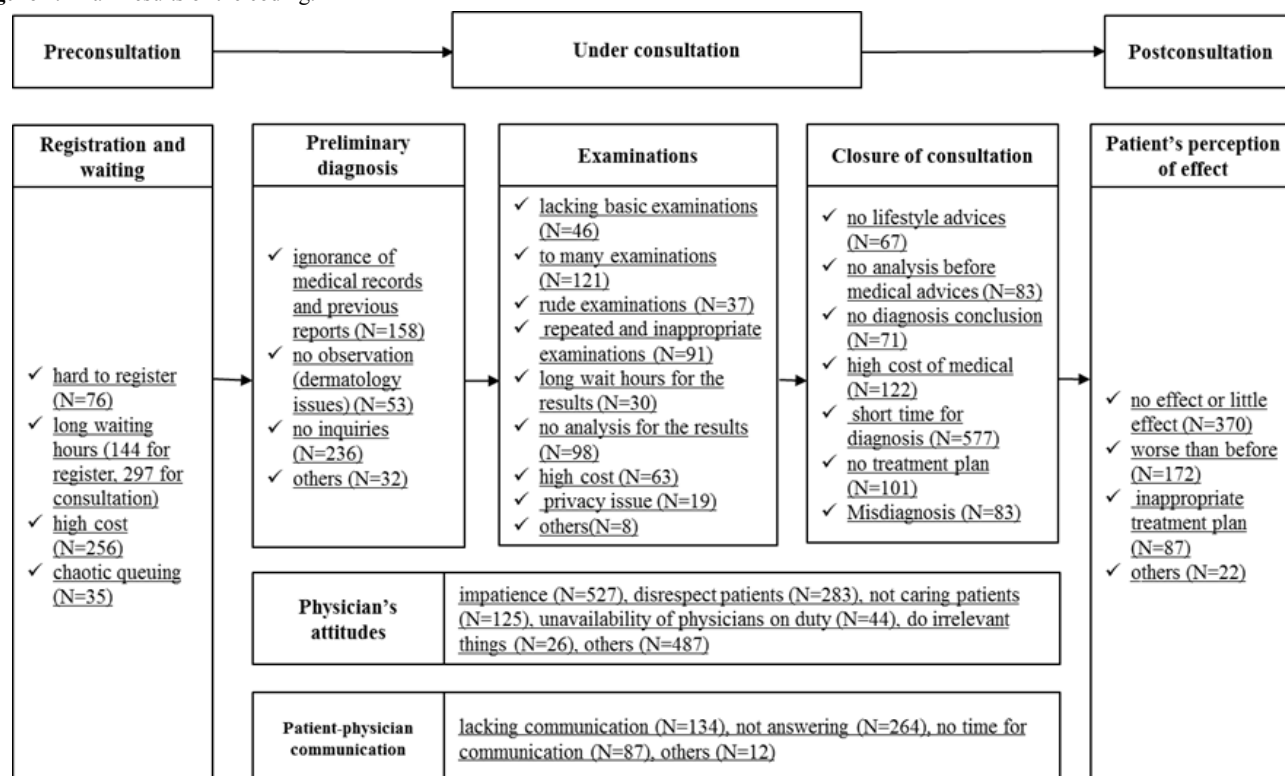 Preconsultation
Under consultation
Postconsultation
Registration and
waiting
hard to register
(N=76)
long waiting
hours (144 for
register, 297 for
consultation)
high cost
(N=256)
chaotic queuing
(N=35)
Preliminary
diagnosis
ignorance of
medical records
and previous
reports (N=158)
no observation
(dermatology
issues) (N=53)
no inquiries
(N=236)
others (N=32)
Examinations
lacking basic examinations
(N=46)
to many examinations
(N=121)
rude examinations (N=37)
repeated and inappropriate
examinations (N=91)
long wait hours for the
results (N=30)
no analysis for the results
(N=98)
high cost (N=63)
privacy issue (N=19)
others(N=8)
Closure of consultation
no lifestyle advices
(N=67)
no analysis before
medical advices (N=83)
no diagnosis conclusion
(N=71)
high cost of medical
(N=122)
short time for
diagnosis (N=577)
no treatment plan
(N=101)
Misdiagnosis (N=83)
Patient's perception
of effect
no effect or little
effect (N=370)
worse than before
(N=172)
inappropriate
treatment plan
(N=87)
others (N=22)
Physician's
attitudes
impatience (N=527), disrespect patients (N=283), not caring patients
(N=125), unavailability of physicians on duty (N=44), do irrelevant
things (N=26), others (N=487)
Patient-physician
communication
lacking communication (N=134), not answering (N=264), no time for
communication (N=87), others (N=12)